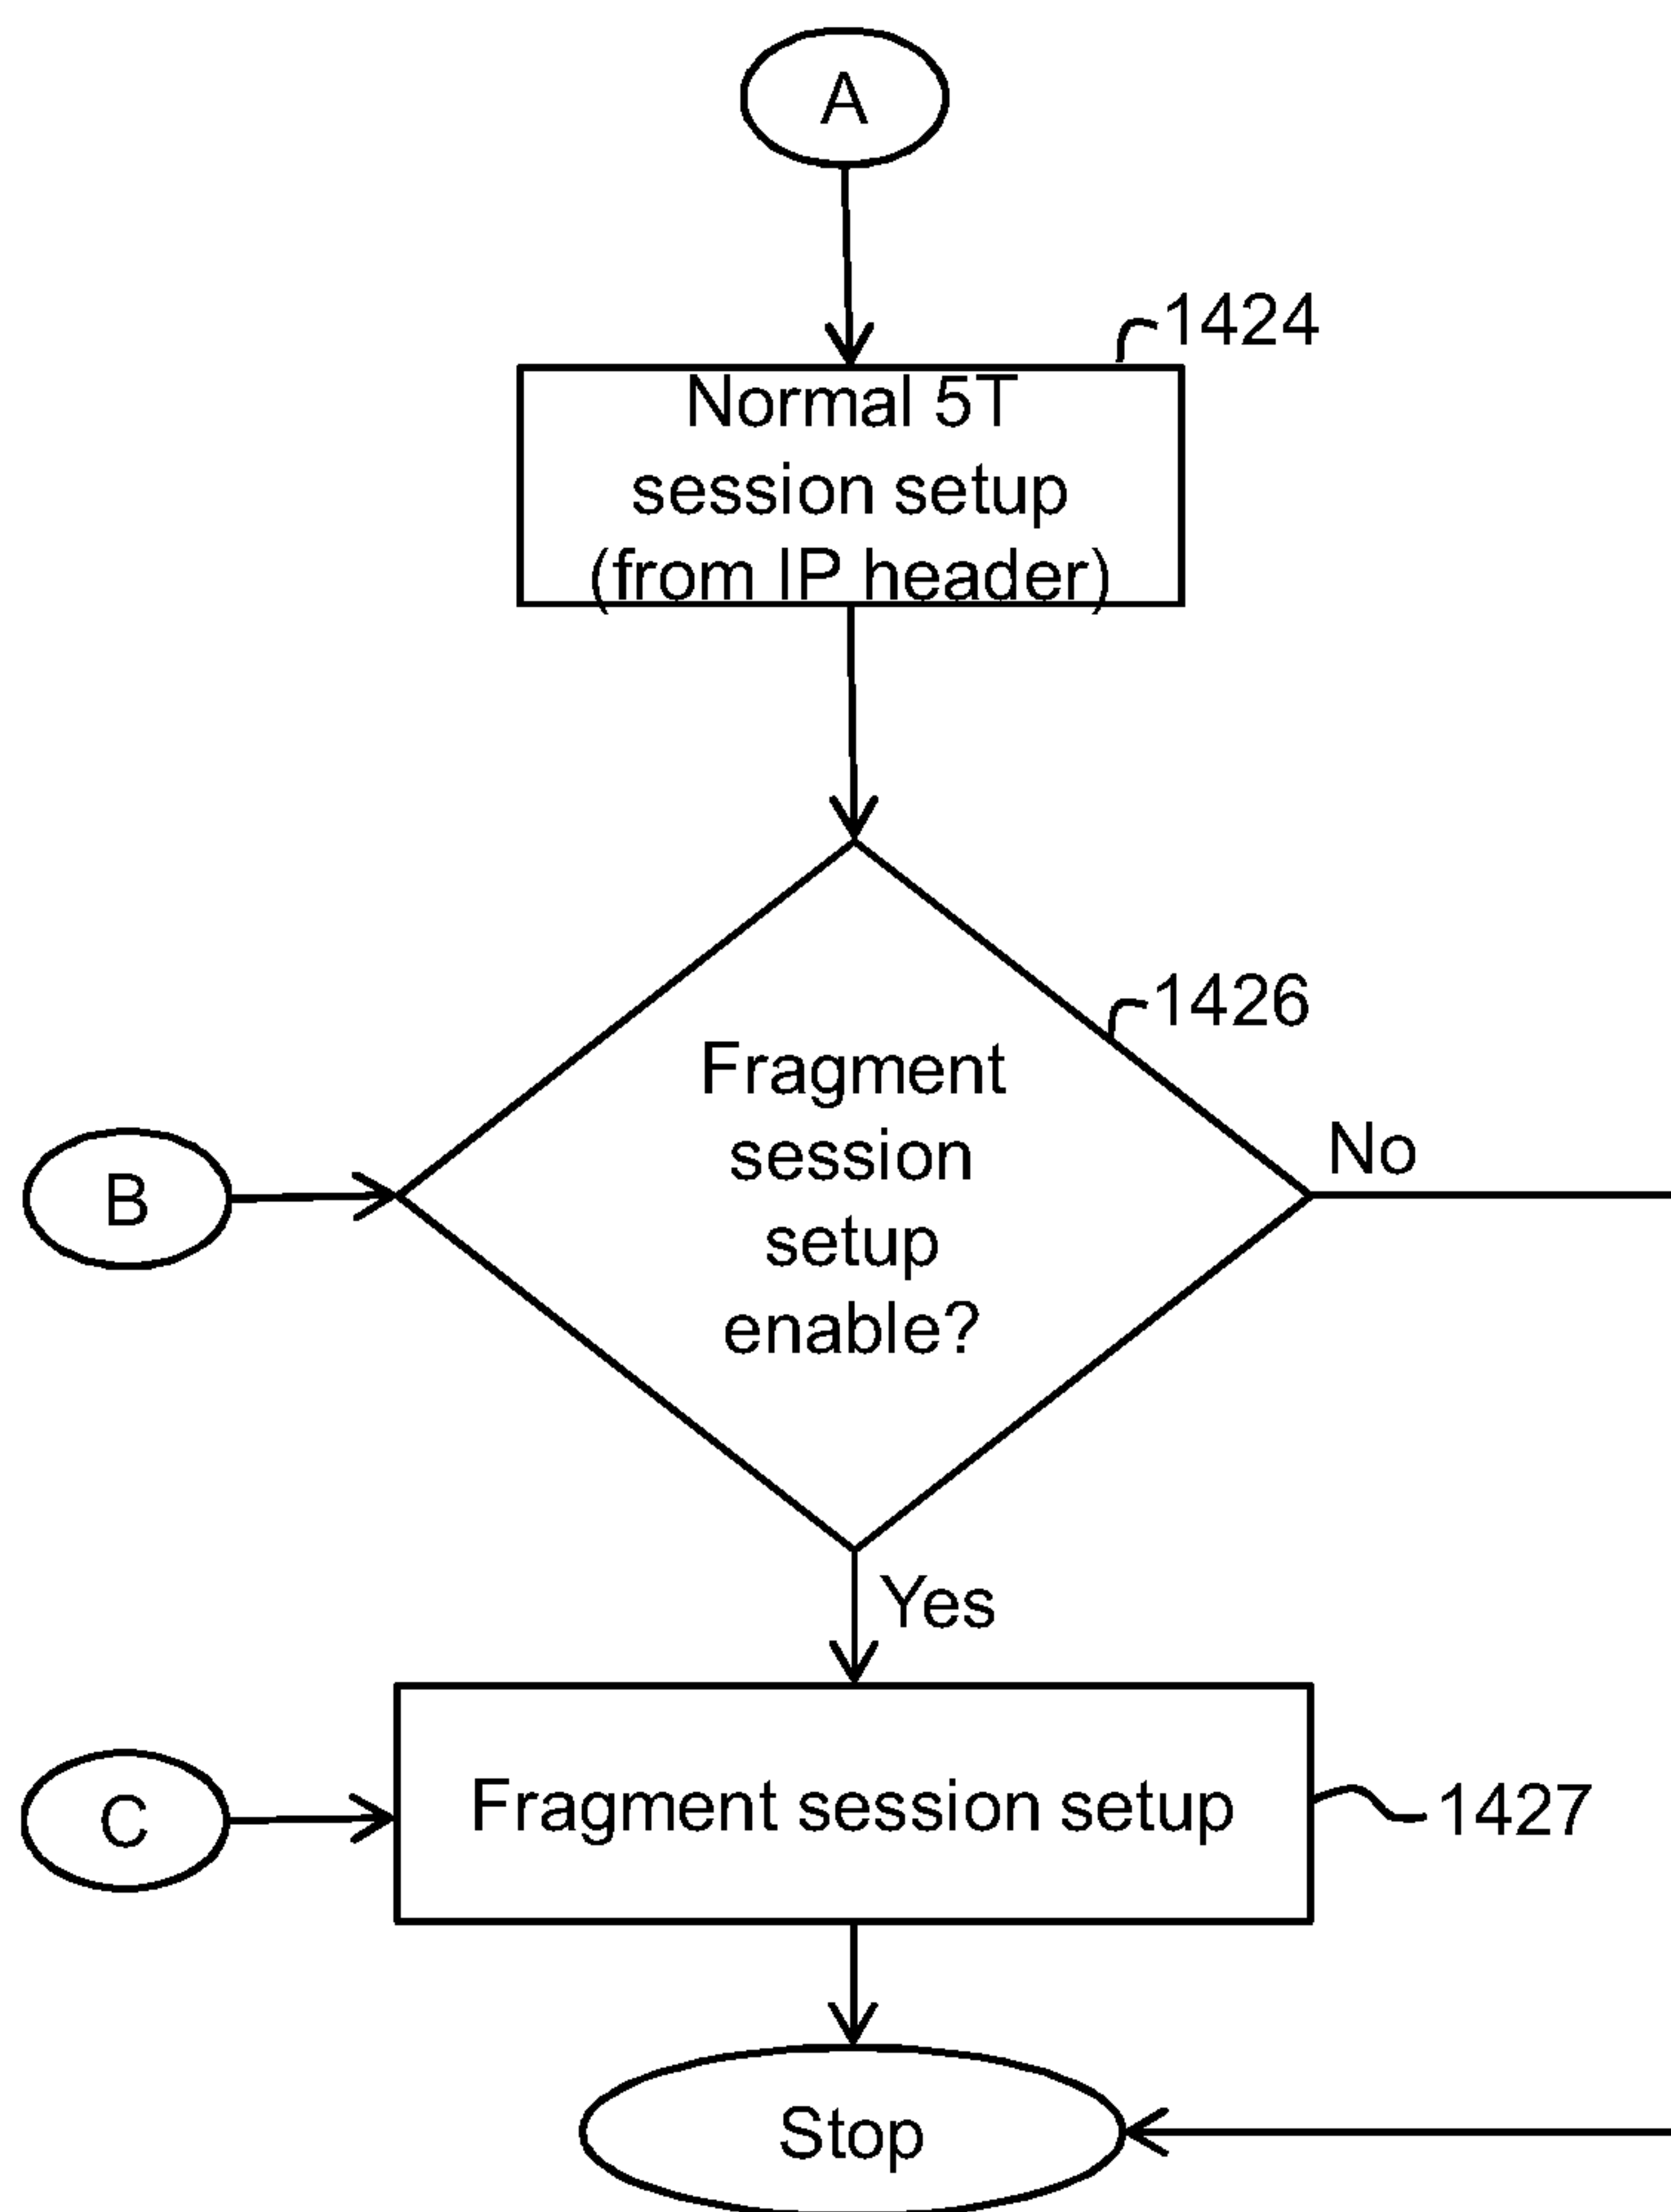 A
1424
Normal 5T
session setup
(from IP header)
1426
Fragment
session
setup
enable?
No
B
Yes
C
Fragment session setup
1427
Stop